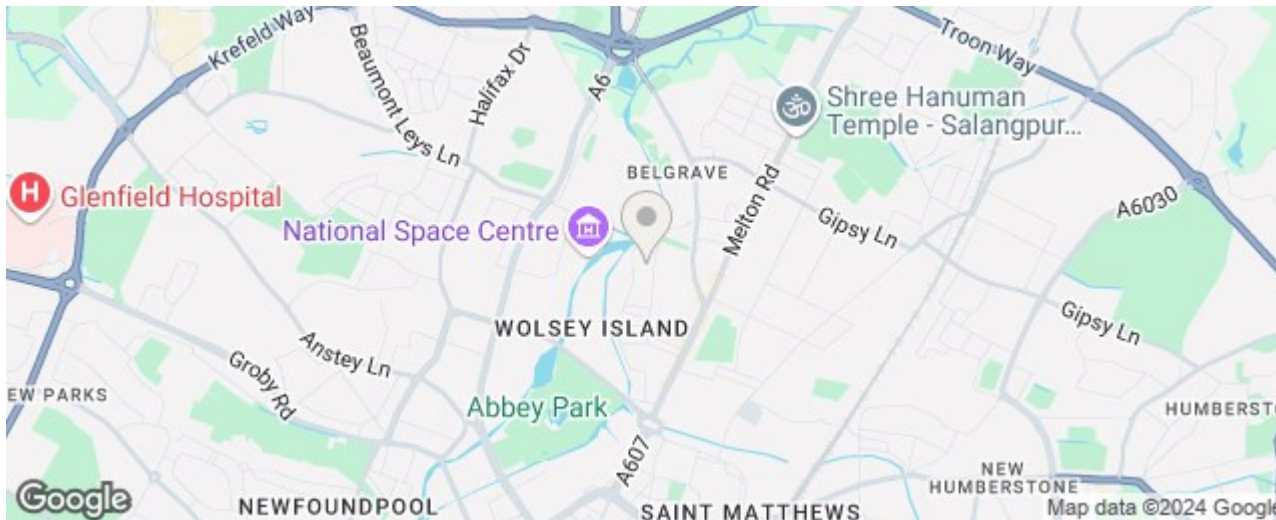 Krefeld Way
Beaumont Leys Ln
Halifax Dr
A6
Troon Way
Shree Hanuman
Temple - Salangpur...
BELGRAVE
H
Glenfield Hospital
National Space Centre
Melton Rd
Gipsy Ln
A6030
WOLSEY ISLAND
Gipsy Ln
Anstey Ln
Groby Rd
EW PARKS
Abbey Park
HUMBERSTO
A607
NEW
HUMBERSTONE
Google
NEWFOUNDPOOL
SAINT MATTHEWS
Map data ©2024 Google